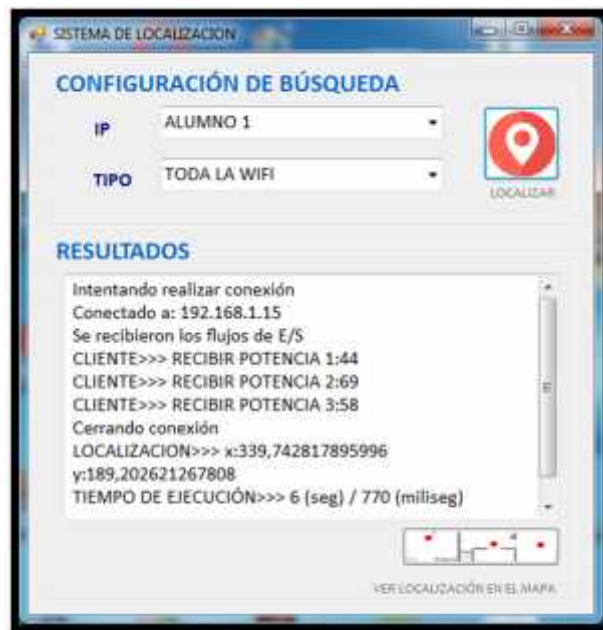 SISTEMA DE LOCALIZACION
CONFIGURACIÓN DE BÚSQUEDA
IP
ALUMNO 1
TIPO
TODA LA WIFI
LOCALIZAR
RESULTADOS
Intentando realizar conexión
Conectado a: 192.168.1.15
Se recibieron los flujos de E/S
CLIENTE>>> RECIBIR POTENCIA 1:44
CLIENTE>>> RECIBIR POTENCIA 2:69
CLIENTE>>> RECIBIR POTENCIA 3:58
Cerrando conexión
LOCALIZACION>>> x:339,742817895996
y:189,202621267808
TIEMPO DE EJECUCIÓN>>> 6 (seg) / 770 (miliseg)
VER LOCALIZACIÓN EN EL MAPA